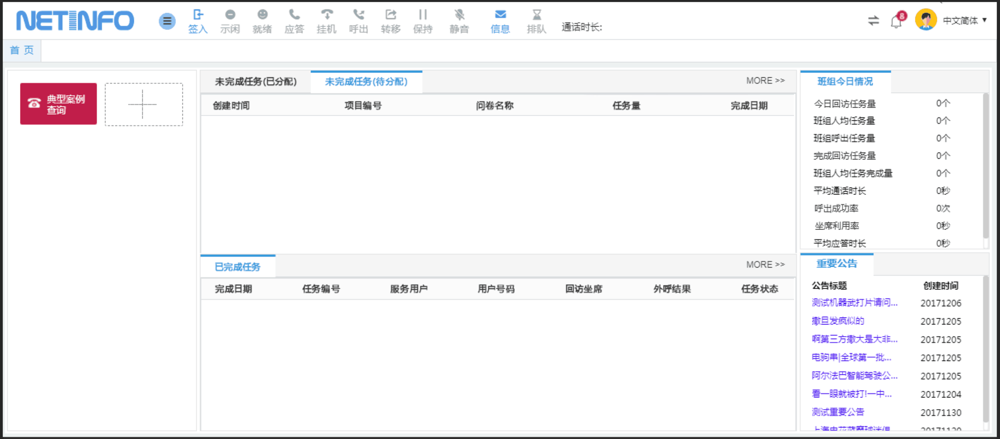 NETINFO
签入 示闲 就绪 应答 挂机 呼出 转移 保持 静音 信息 排队 通话时长: 8 中文简体
首 页
典型案例
查询
未完成任务(已分配) 未完成任务(待分配) MORE >>
创建时间 项目编号 问卷名称 任务量 完成日期
已完成任务 MORE >>
完成日期 任务编号 服务用户 用户号码 回访坐席 外呼结果 任务状态
班组今日情况
今日回访任务量 0个
班组人均任务量 0个
班组呼出任务量 0个
完成回访任务量 0个
班组人均任务完成量 0个
平均通话时长 0秒
呼出成功率 0次
坐席利用率 0秒
平均应答时长 0秒
重要公告
公告标题 创建时间
测试机器武打片请问... 20171206
撒旦发疯似的 20171205
啊第三方撒大是大非... 20171205
电驹串|全球第一批... 20171205
阿尔法巴智能驾驶公... 20171205
看一眼就被打!一中... 20171204
测试重要公告 20171130